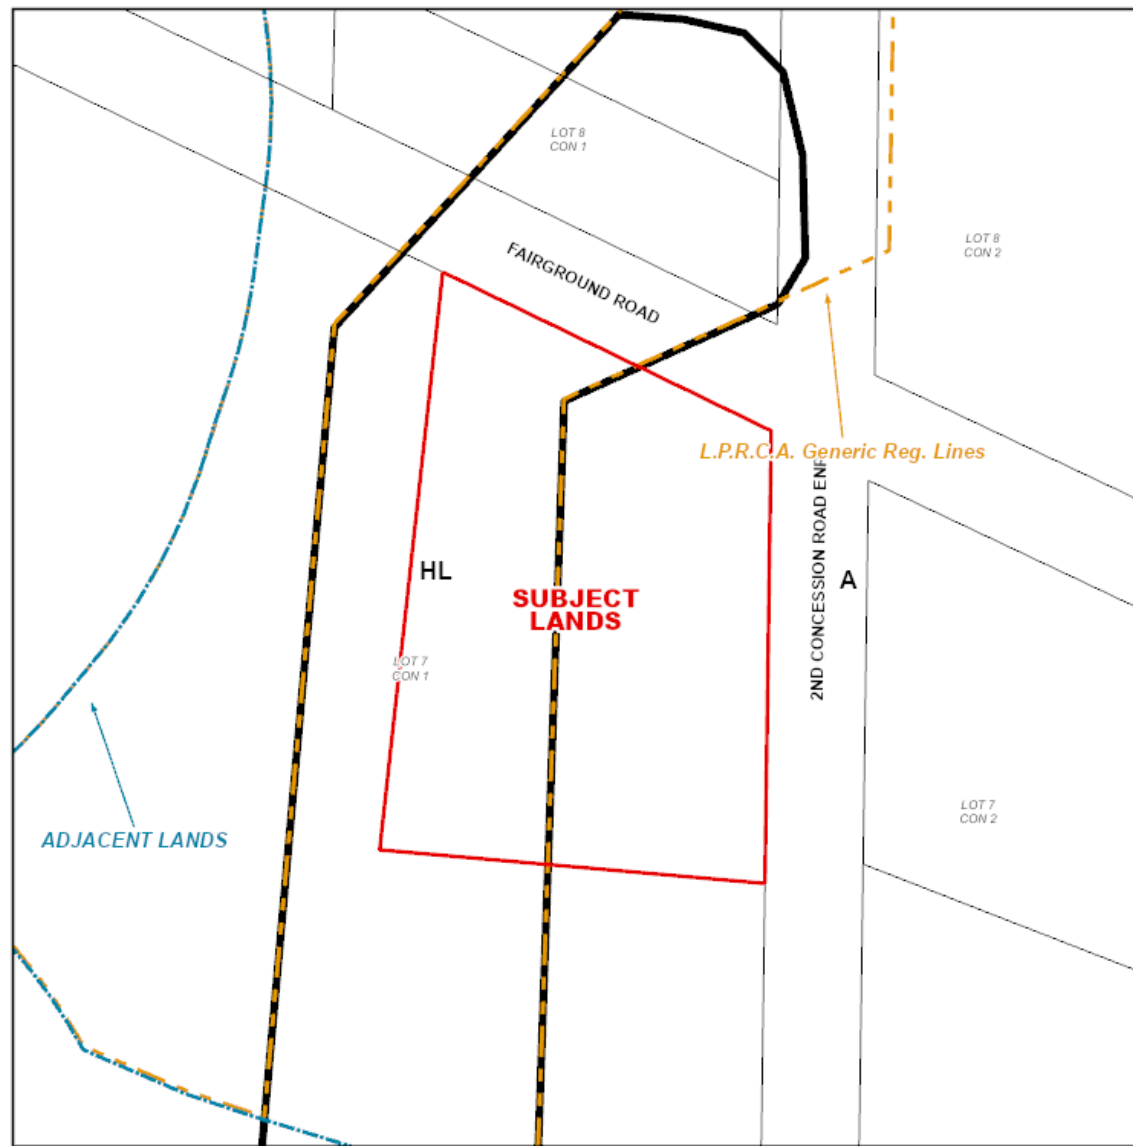 LOT 8
CON 1
LOT 8
CON 2
FAIRGROUND ROAD
L.P.R.C.A. Generic Reg. Lines
2ND CONCESSION ROAD ENR
HL
A
SUBJECT
LANDS
LOT 7
CON 1
LOT 7
CON 2
ADJACENT LANDS